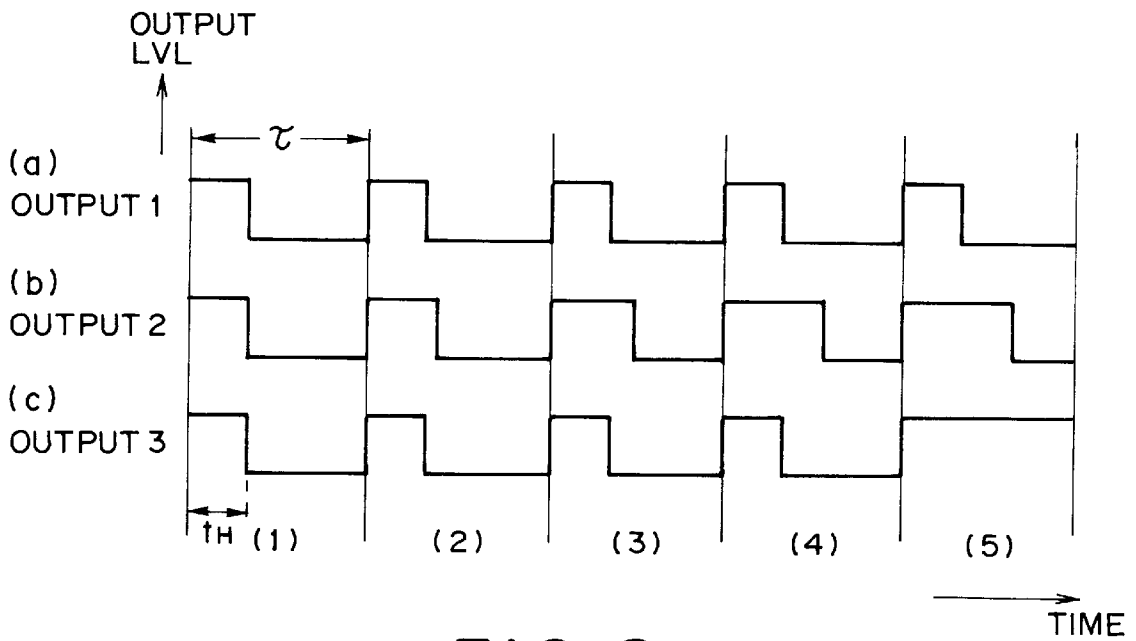 OUTPUT
LVL
τ
(a)
OUTPUT 1
(b)
OUTPUT 2
(c)
OUTPUT 3
tH (1) (2) (3) (4) (5)
TIME